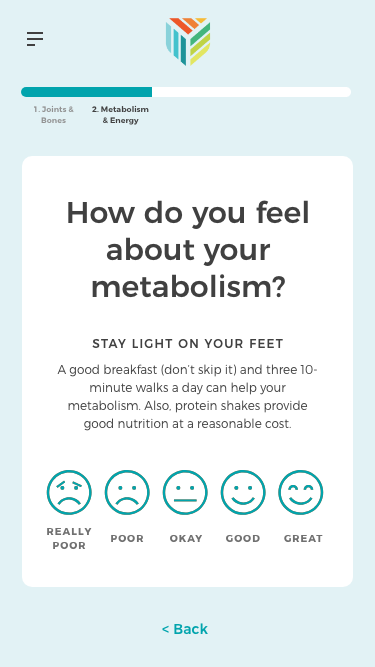 1. Joints & Bones
2. Metabolism & Energy
How do you feel
about your
metabolism?
STAY LIGHT ON YOUR FEET
A good breakfast (don't skip it) and three 10-
minute walks a day can help your
metabolism. Also, protein shakes provide
good nutrition at a reasonable cost.
REALLY POOR
POOR
OKAY
GOOD
GREAT
< Back